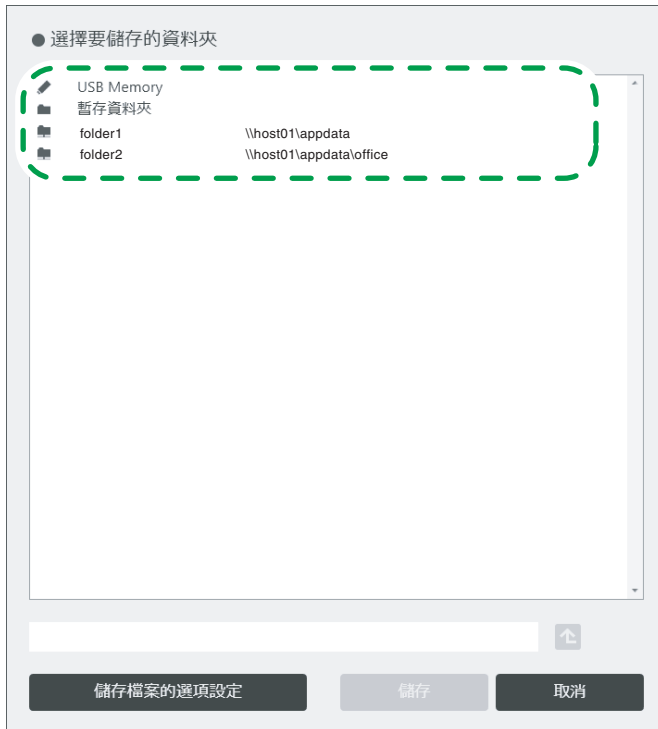 ●選擇要儲存的資料夾
USB Memory
暫存資料夾
folder1 \\host01\appdata
folder2 \\host01\appdata\office
儲存檔案的選項設定 儲存 取消